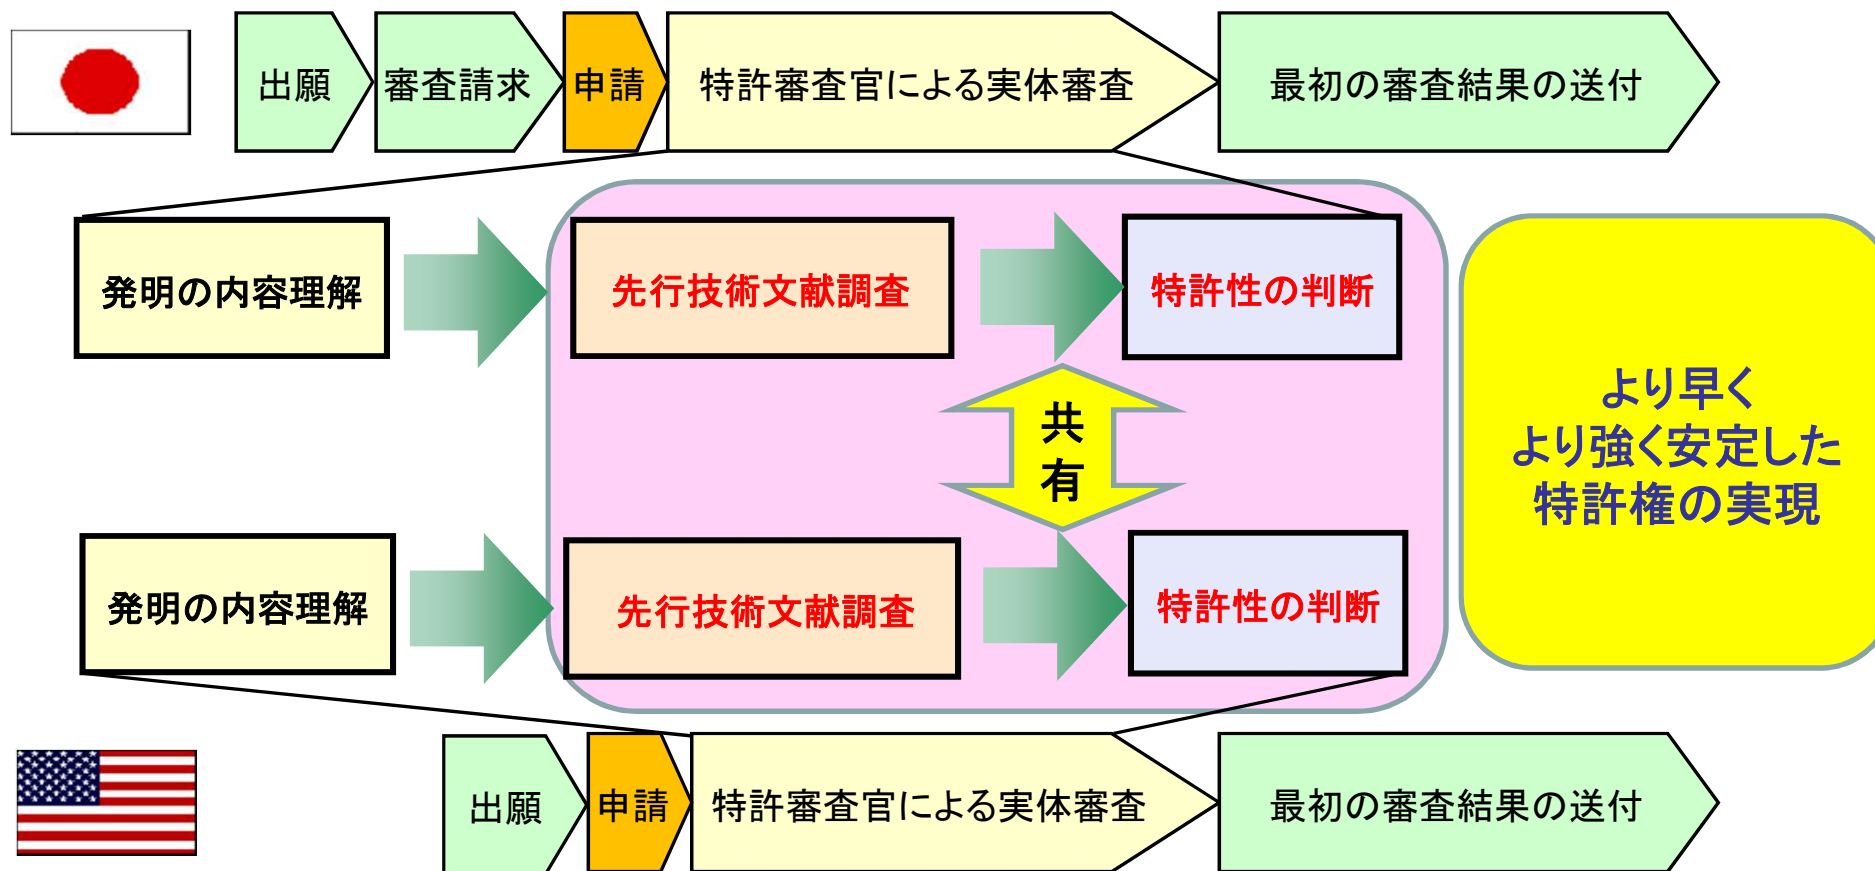 出願
審査請求
申請
特許審査官による実体審査
最初の審査結果の送付
発明の内容理解
先行技術文献調査
特許性の判断
共
有
より早く
より強く安定した
特許権の実現
発明の内容理解
先行技術文献調査
特許性の判断
出願
申請
特許審査官による実体審査
最初の審査結果の送付